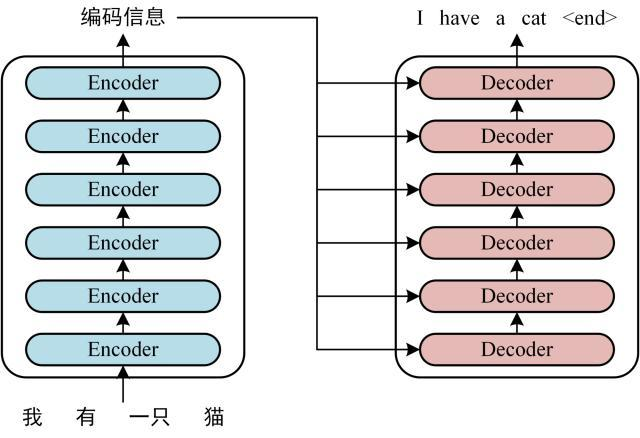 编码信息
I have a cat <end>
Encoder
Decoder
Encoder
Decoder
Encoder
Decoder
Encoder
Decoder
Encoder
Decoder
Encoder
Decoder
我 有 一只 猫